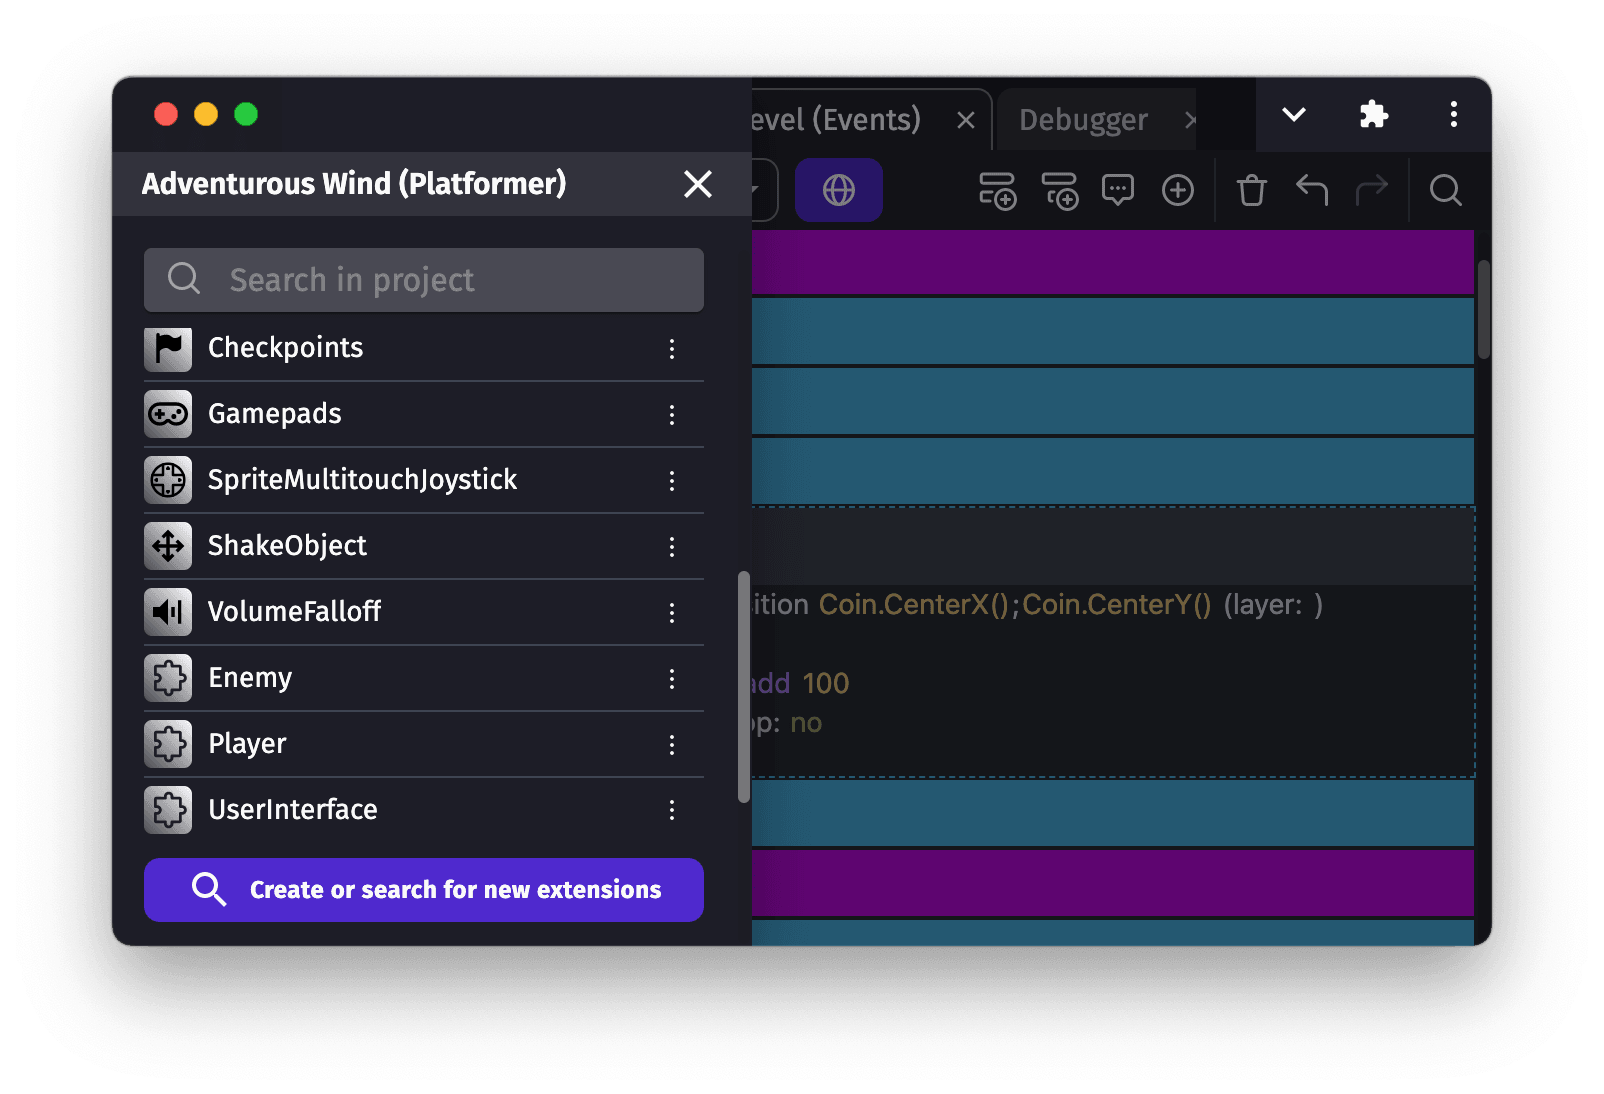 evel (Events)
Debugger
Adventurous Wind (Platformer)
Search in project
Checkpoints
Gamepads
SpriteMultitouchJoystick
ShakeObject
VolumeFalloff
Enemy
Player
UserInterface
Create or search for new extensions
ition Coin.CenterX();Coin.CenterY() (layer: )
add 100
op: no